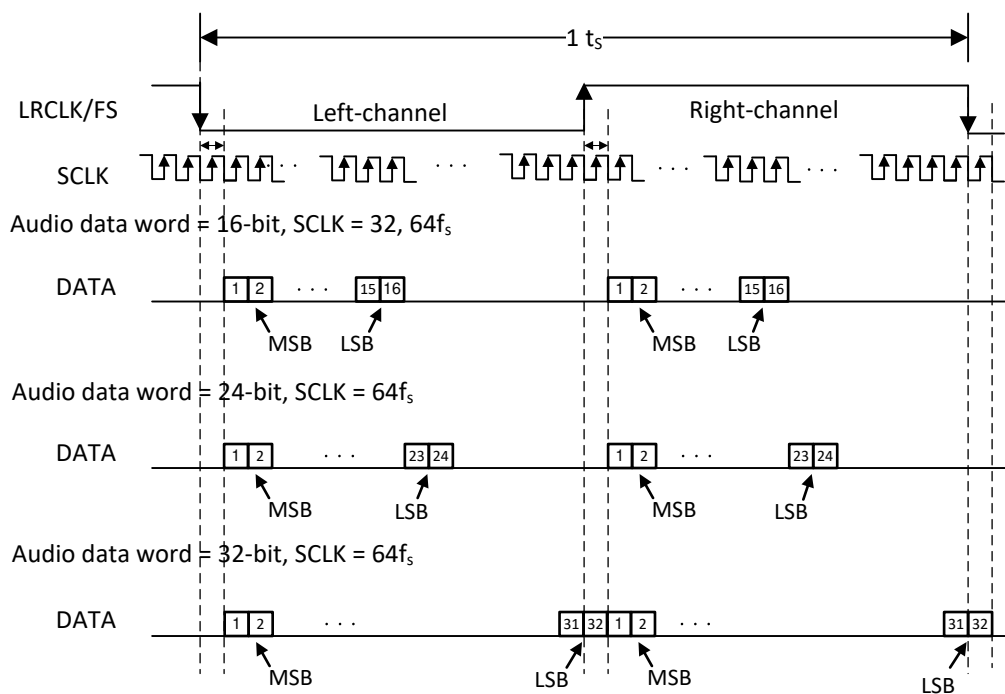 1 tS
LRCLK/FS Left-channel Right-channel
SCLK · · · · · · · · · · · ·
Audio data word = 16-bit, SCLK = 32, 64fs
DATA 1 2 · · · 15 16 1 2 · · · 15 16
MSB LSB MSB LSB
Audio data word = 24-bit, SCLK = 64fs
DATA 1 2 · · · 23 24 1 2 · · · 23 24
MSB LSB MSB LSB
Audio data word = 32-bit, SCLK = 64fs
DATA 1 2 · · · 31 32 1 2 · · · 31 32
MSB LSB MSB LSB